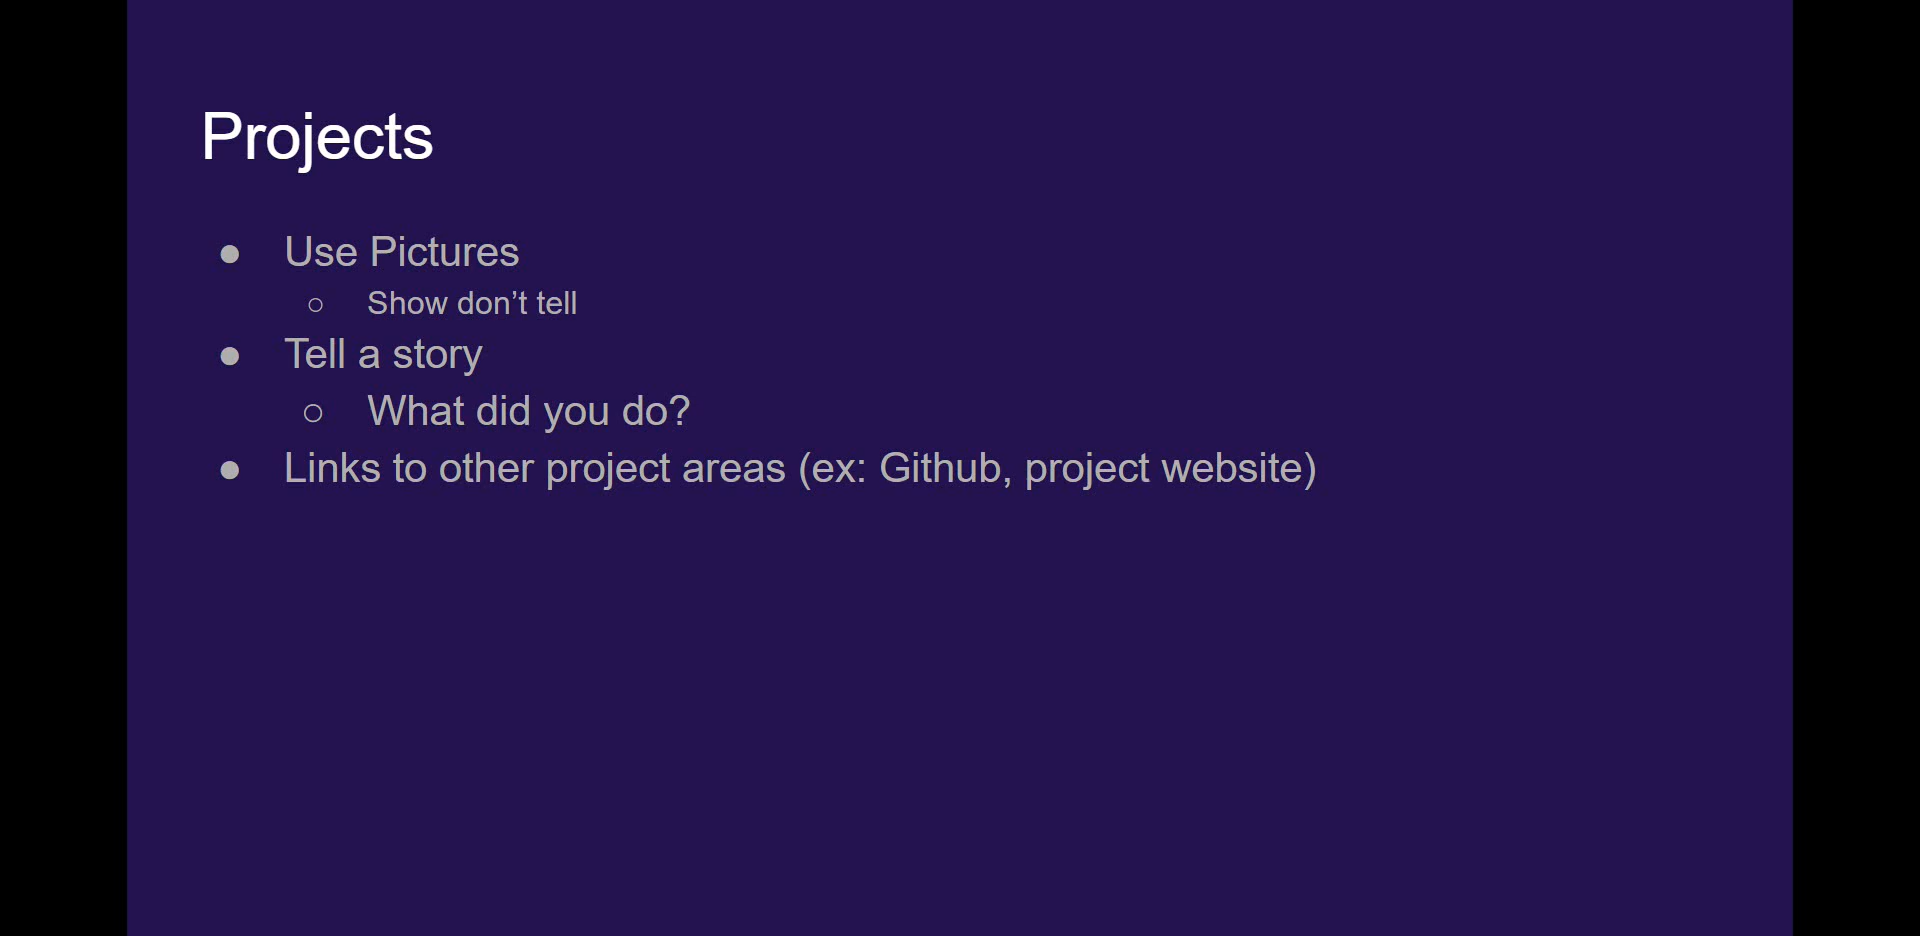 Projects
● Use Pictures
○ Show don’t tell
● Tell a story
○ What did you do?
● Links to other project areas (ex: Github, project website)